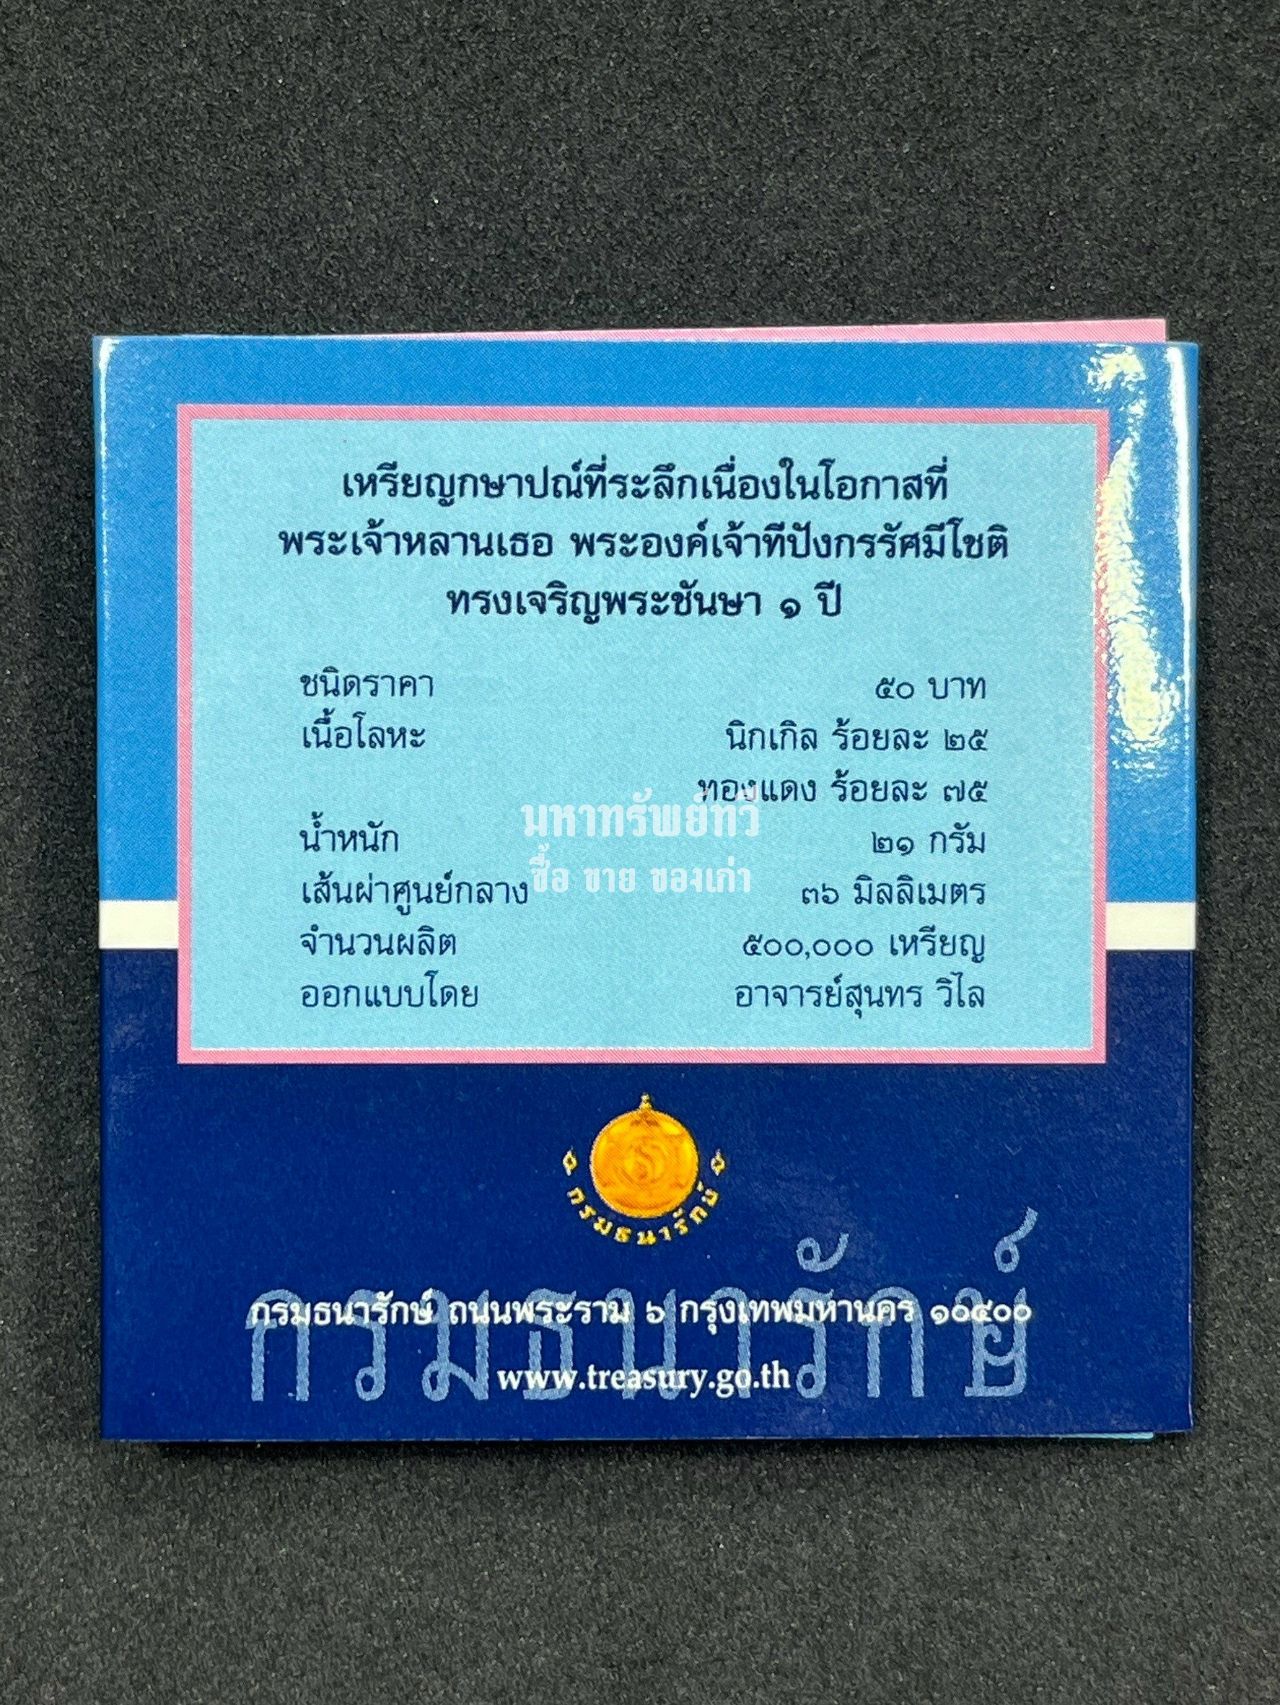 เหรียญกษาปณ์ที่ระลึกเนื่องในโอกาสที่
พระเจ้าหลานเธอ พระองค์เจ้าทีปังกรรัศมีโชติ
ทรงเจริญพระชันษา ๑ ปี
ชนิดราคา ๕๐ บาท
เนื้อโลหะ นิกเกิล ร้อยละ ๒๕
ทองแดง ร้อยละ ๗๕
มหาทรัพย์ทวี
น้ำหนัก ๒๑ กรัม
ซื้อ ขาย ของเก่า
เส้นผ่าศูนย์กลาง ๓๖ มิลลิเมตร
จำนวนผลิต ๕๐๐,๐๐๐ เหรียญ
ออกแบบโดย อาจารย์สุนทร วิไล
กรมธนารักษ์
กรมธนารักษ์
กรมธนารักษ์ ถนนพระราม ๖ กรุงเทพมหานคร ๑๐๔๐๐
www.treasury.go.th